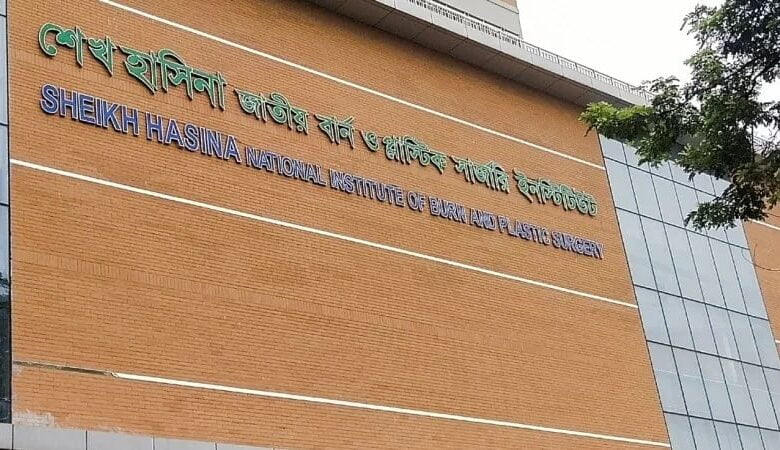 শেখ হাসিনা জাতীয় বার্ন ও প্লাস্টিক সার্জারি ইনস্টিটিউট
SHEIKH HASINA NATIONAL INSTITUTE OF BURN AND PLASTIC SURGERY